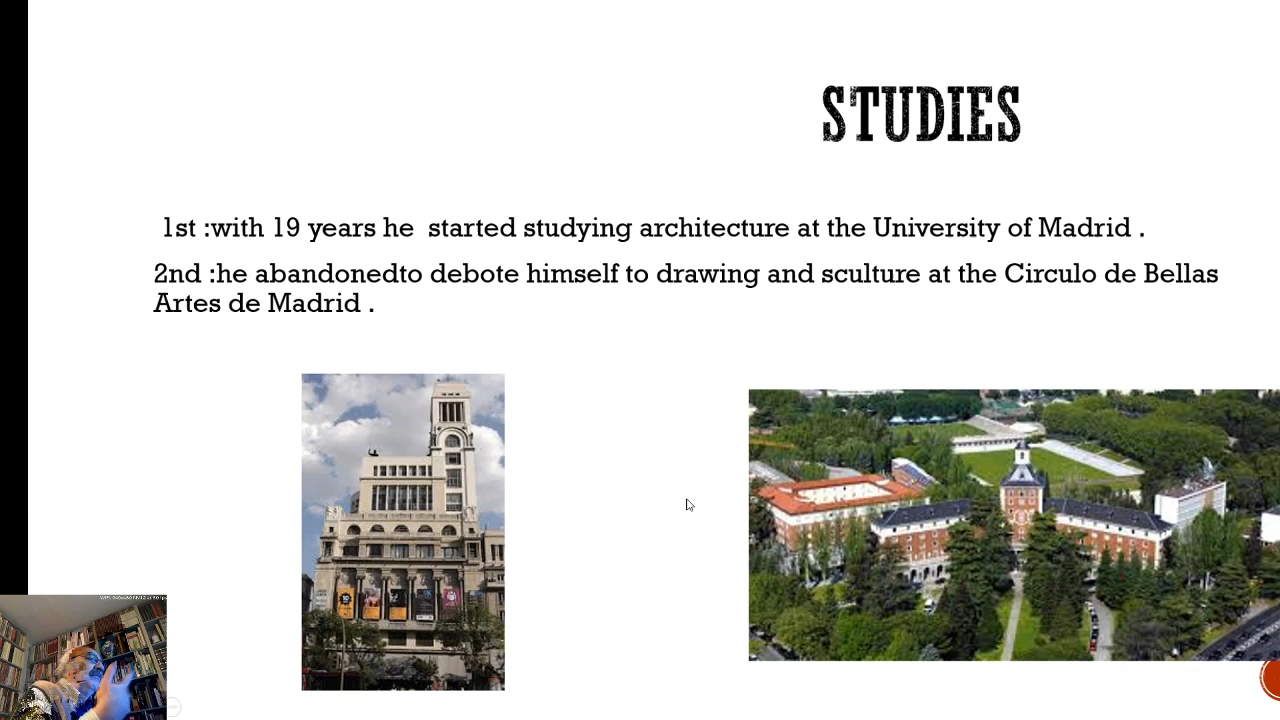 STUDIES
1st :with 19 years he started studying architecture at the University of Madrid .
2nd :he abandonedto debote himself to drawing and sculture at the Circulo de Bellas
Artes de Madrid .